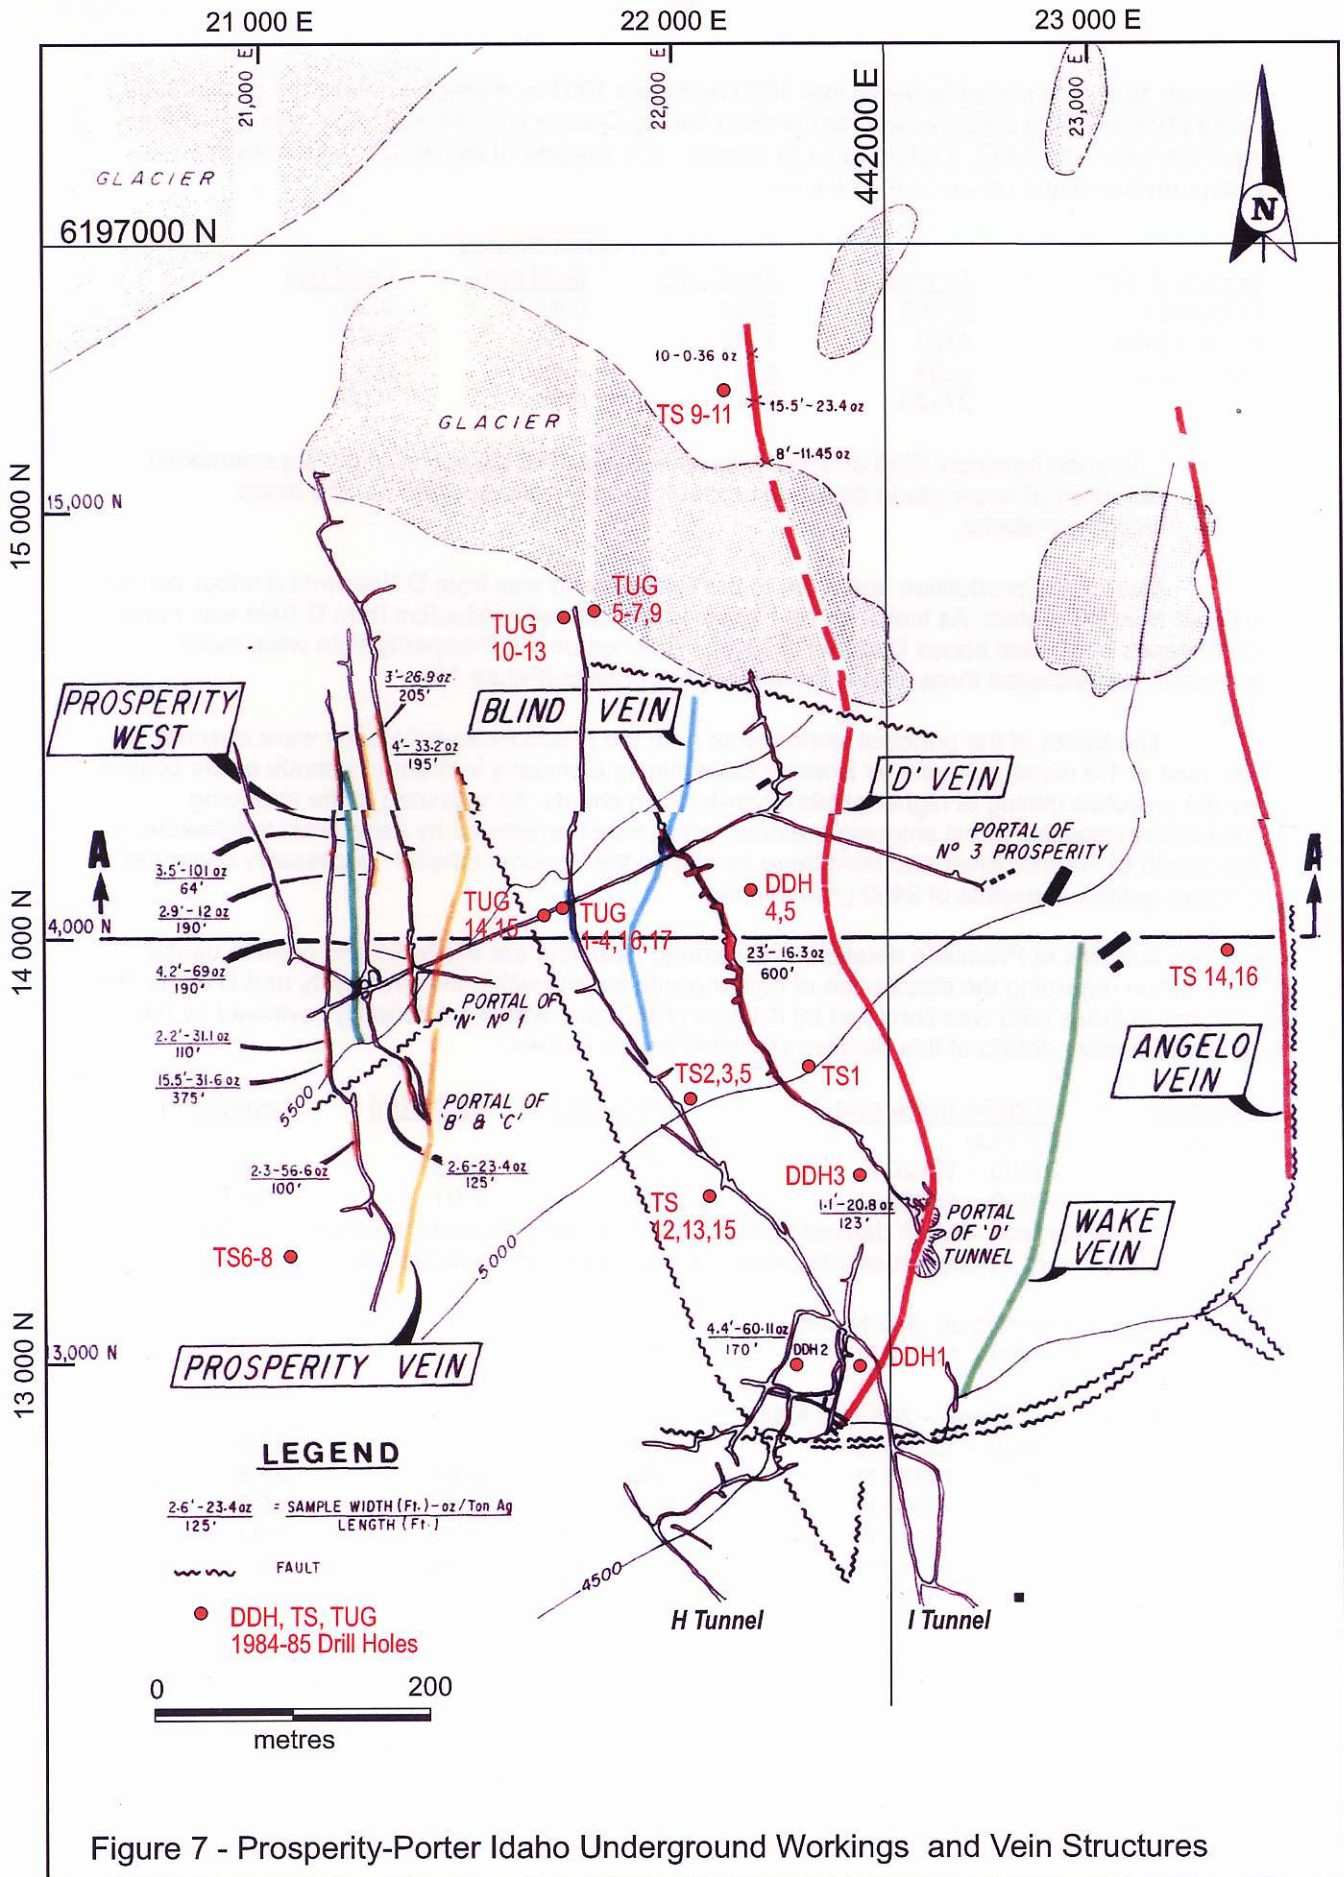 21 000 E
22 000 E
23 000 E
21,000 E
22,000 E
442000 E
23,000 E
GLACIER
N
6197000 N
10-0.36 oz
TS 9-11
15.5'-23.4 oz
GLACIER
8'-11.45 oz
15 000 N
15,000 N
TUG
5-7,9
TUG
10-13
3'-26.9 oz
205'
PROSPERITY
WEST
BLIND VEIN
4'-33.2 oz
195'
'D' VEIN
PORTAL OF
Nº 3 PROSPERITY
A
A
3.5-101 oz
64'
DDH
4,5
2.9'-12 oz
190'
TUG
14,15
TUG
1-4,16,17
14 000 N
4,000 N
23'-16.3 oz
600'
TS 14,16
4.2'-69 oz
190'
PORTAL OF
'N' Nº 1
2.2'-31.1 oz
110'
ANGELO
VEIN
15.5'-31.6 oz
375'
TS2,3,5
TS1
5500
PORTAL OF
'B' & 'C'
2.3-56.6 oz
100'
2.6-23.4 oz
125'
DDH3
TS
12,13,15
1.1'-20.8 oz
123'
PORTAL
OF 'D'
TUNNEL
WAKE
VEIN
TS6-8
5000
13 000 N
3,000 N
4.4'-60.11 oz
170'
DDH 2
DDH1
PROSPERITY VEIN
LEGEND
2.6'-23.4 oz = SAMPLE WIDTH (Ft.)-oz/Ton Ag
125' LENGTH (Ft.)
FAULT
4500
DDH, TS, TUG
1984-85 Drill Holes
H Tunnel
I Tunnel
0 200
metres
Figure 7 - Prosperity-Porter Idaho Underground Workings and Vein Structures